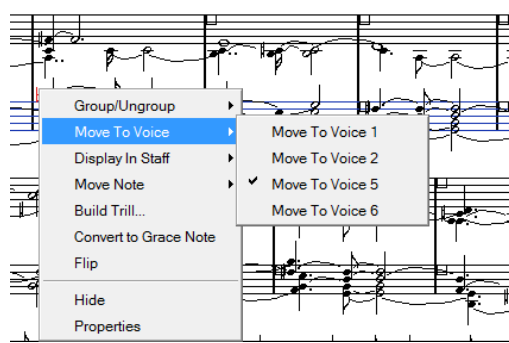 Group/Ungroup
Move To Voice
Display In Staff
Move Note
Build Trill...
Convert to Grace Note
Flip
Hide
Properties
Move To Voice 1
Move To Voice 2
Move To Voice 5
Move To Voice 6